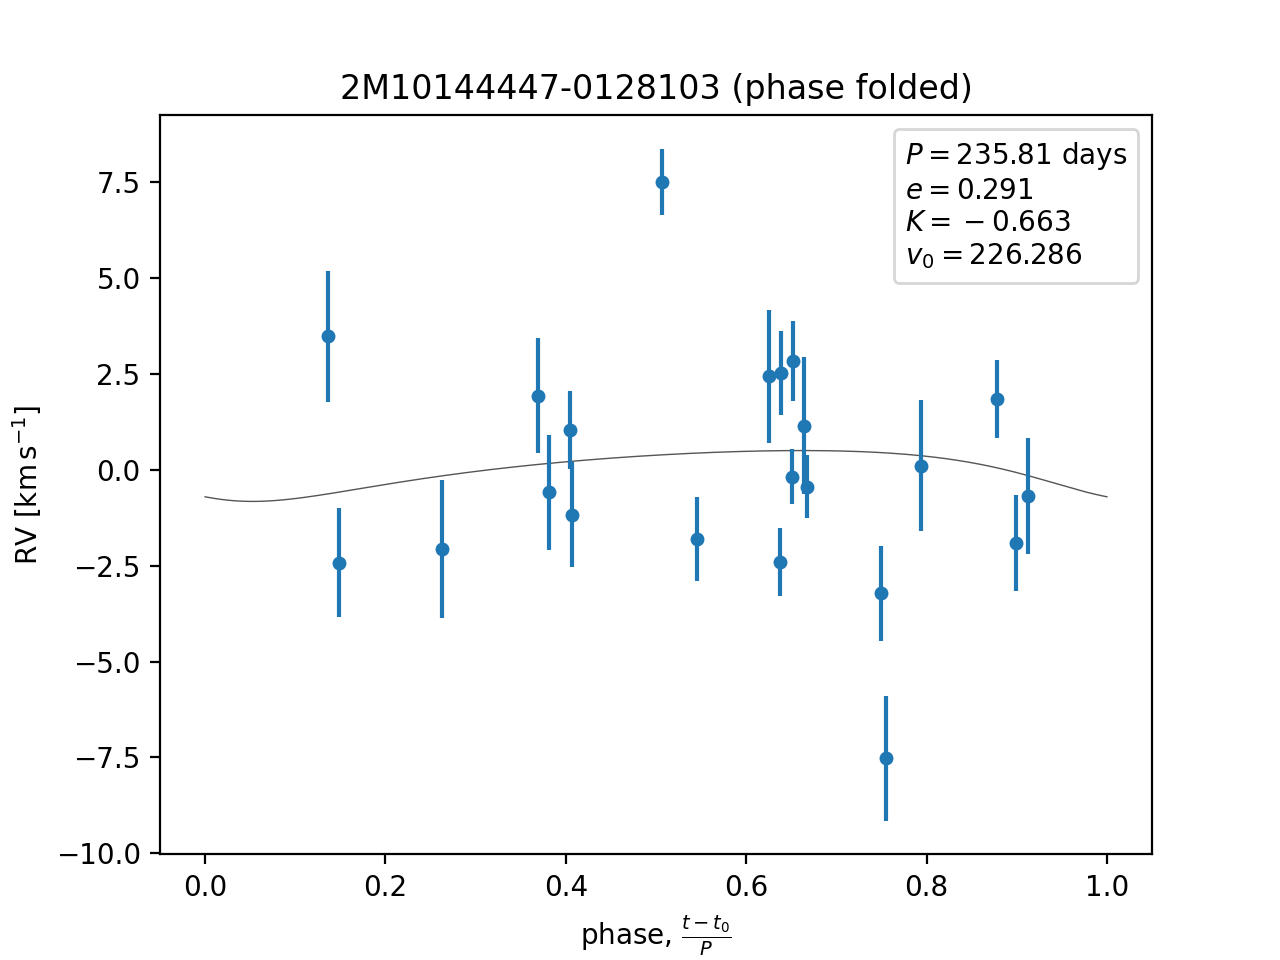 2M10144447-0128103 (phase folded)
P = 235.81 days
e = 0.291
K = −0.663
v₀ = 226.286
7.5
5.0
2.5
0.0
−2.5
−5.0
−7.5
−10.0
RV [km s⁻¹]
0.0 0.2 0.4 0.6 0.8 1.0
phase, (t − t₀)/P